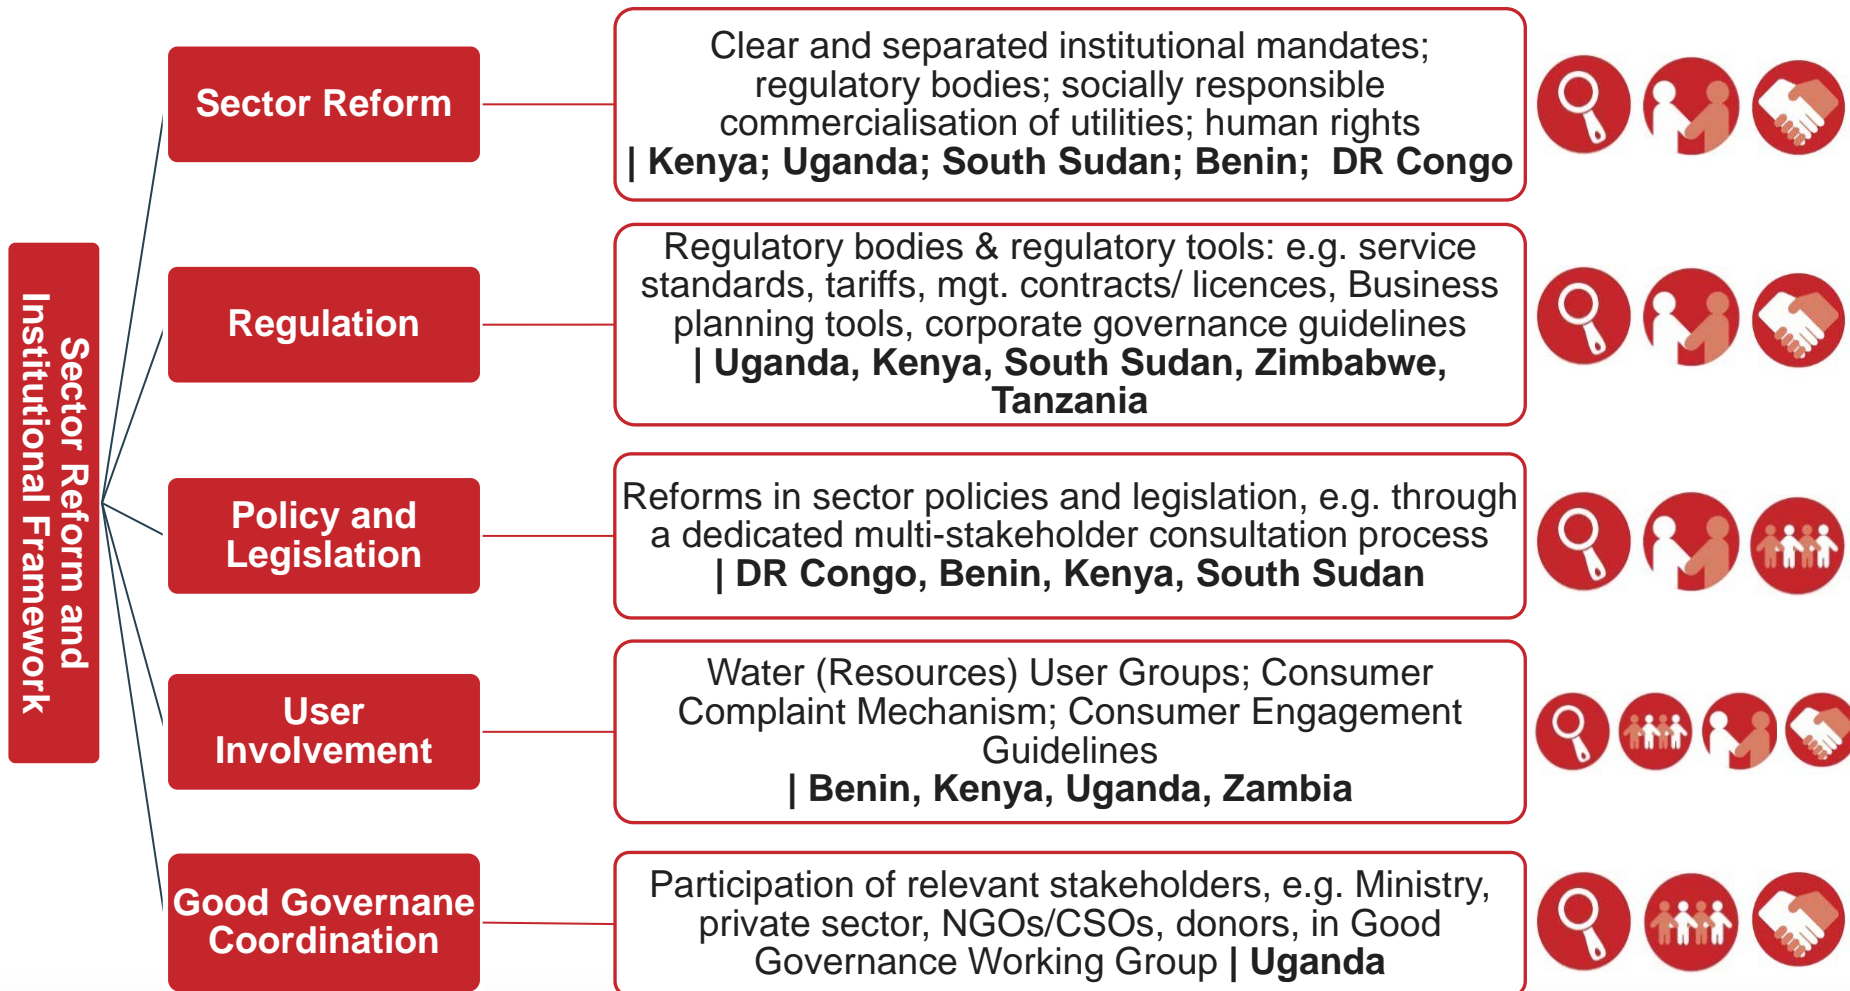 Sector Reform and
Institutional Framework
Sector Reform
Clear and separated institutional mandates;
regulatory bodies; socially responsible
commercialisation of utilities; human rights
| Kenya; Uganda; South Sudan; Benin; DR Congo
Regulation
Regulatory bodies & regulatory tools: e.g. service
standards, tariffs, mgt. contracts/ licences, Business
planning tools, corporate governance guidelines
| Uganda, Kenya, South Sudan, Zimbabwe,
Tanzania
Policy and
Legislation
Reforms in sector policies and legislation, e.g. through
a dedicated multi-stakeholder consultation process
| DR Congo, Benin, Kenya, South Sudan
User
Involvement
Water (Resources) User Groups; Consumer
Complaint Mechanism; Consumer Engagement
Guidelines
| Benin, Kenya, Uganda, Zambia
Good Governane
Coordination
Participation of relevant stakeholders, e.g. Ministry,
private sector, NGOs/CSOs, donors, in Good
Governance Working Group | Uganda